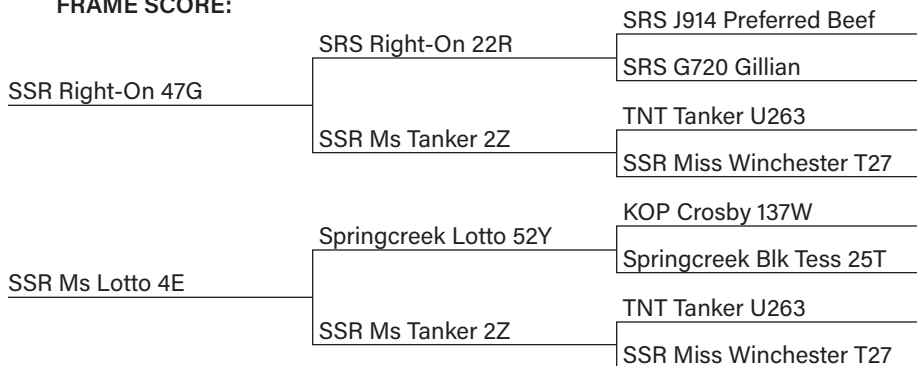 FRAME SCORE:
SRS J914 Preferred Beef
SRS Right-On 22R
SRS G720 Gillian
SSR Right-On 47G
TNT Tanker U263
SSR Ms Tanker 2Z
SSR Miss Winchester T27
KOP Crosby 137W
Springcreek Lotto 52Y
Springcreek Blk Tess 25T
SSR Ms Lotto 4E
TNT Tanker U263
SSR Ms Tanker 2Z
SSR Miss Winchester T27